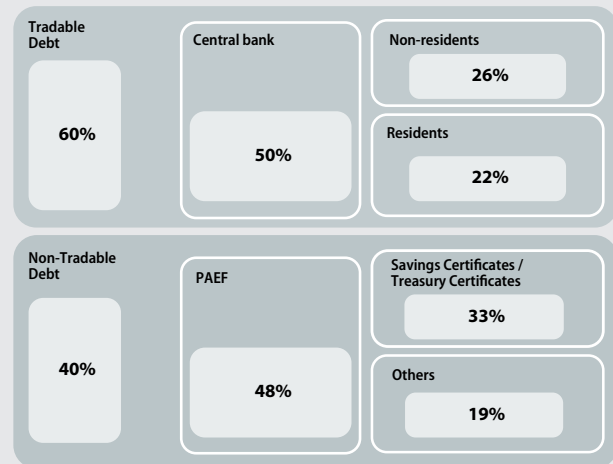 Tradable
Debt
60%
Central bank
50%
Non-residents
26%
Residents
22%
Non-Tradable
Debt
40%
PAEF
48%
Savings Certificates /
Treasury Certificates
33%
Others
19%